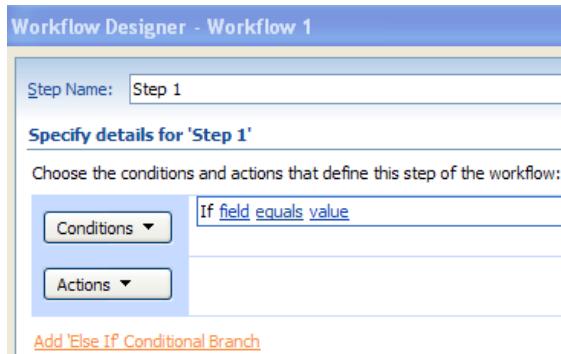 Workflow Designer - Workflow 1
Step Name: Step 1
Specify details for 'Step 1'
Choose the conditions and actions that define this step of the workflow:
Conditions
If field equals value
Actions
Add 'Else If' Conditional Branch